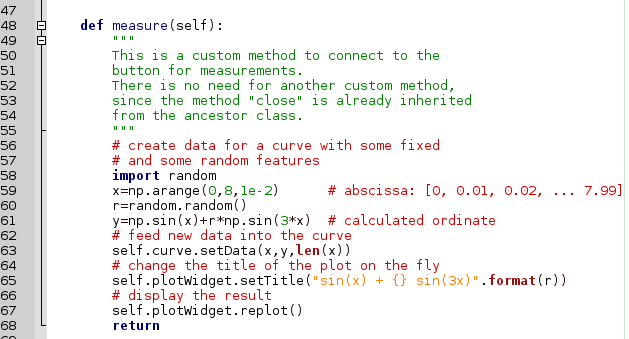 47
48 def measure(self):
49 """
50 This is a custom method to connect to the
51 button for measurements.
52 There is no need for another custom method,
53 since the method "close" is already inherited
54 from the ancestor class.
55 """
56 # create data for a curve with some fixed
57 # and some random features
58 import random
59 x=np.arange(0,8,1e-2) # abscissa: [0, 0.01, 0.02, ... 7.99]
60 r=random.random()
61 y=np.sin(x)+r*np.sin(3*x) # calculated ordinate
62 # feed new data into the curve
63 self.curve.setData(x,y,len(x))
64 # change the title of the plot on the fly
65 self.plotWidget.setTitle("sin(x) + {} sin(3x)".format(r))
66 # display the result
67 self.plotWidget.replot()
68 return